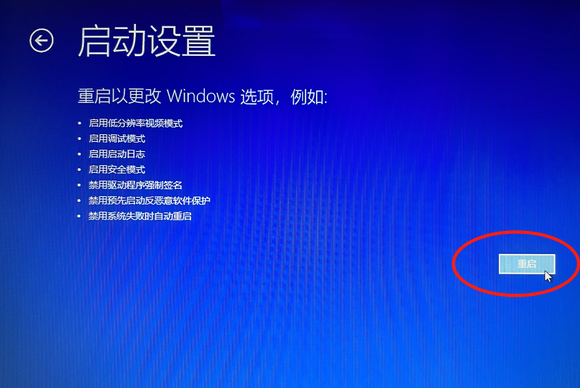 启动设置
重启以更改 Windows 选项，例如:
• 启用低分辨率视频模式
• 启用调试模式
• 启用启动日志
• 启用安全模式
• 禁用驱动程序强制签名
• 禁用预先启动反恶意软件保护
• 禁用系统失败时自动重启
重启